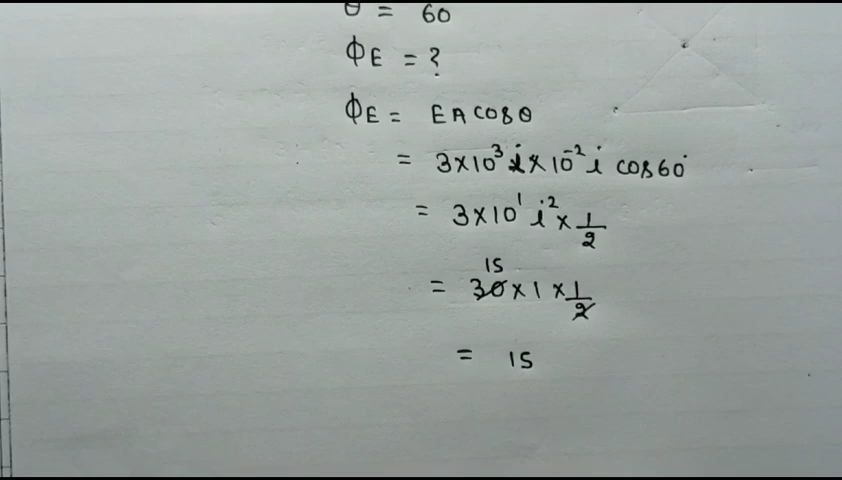 θ = 60
ϕE = ?
ϕE = EA cosθ
= 3×10³ i × 10⁻² i cos60°
= 3×10¹ i² × 1/2
15
= 30 × 1 × 1/2
= 15